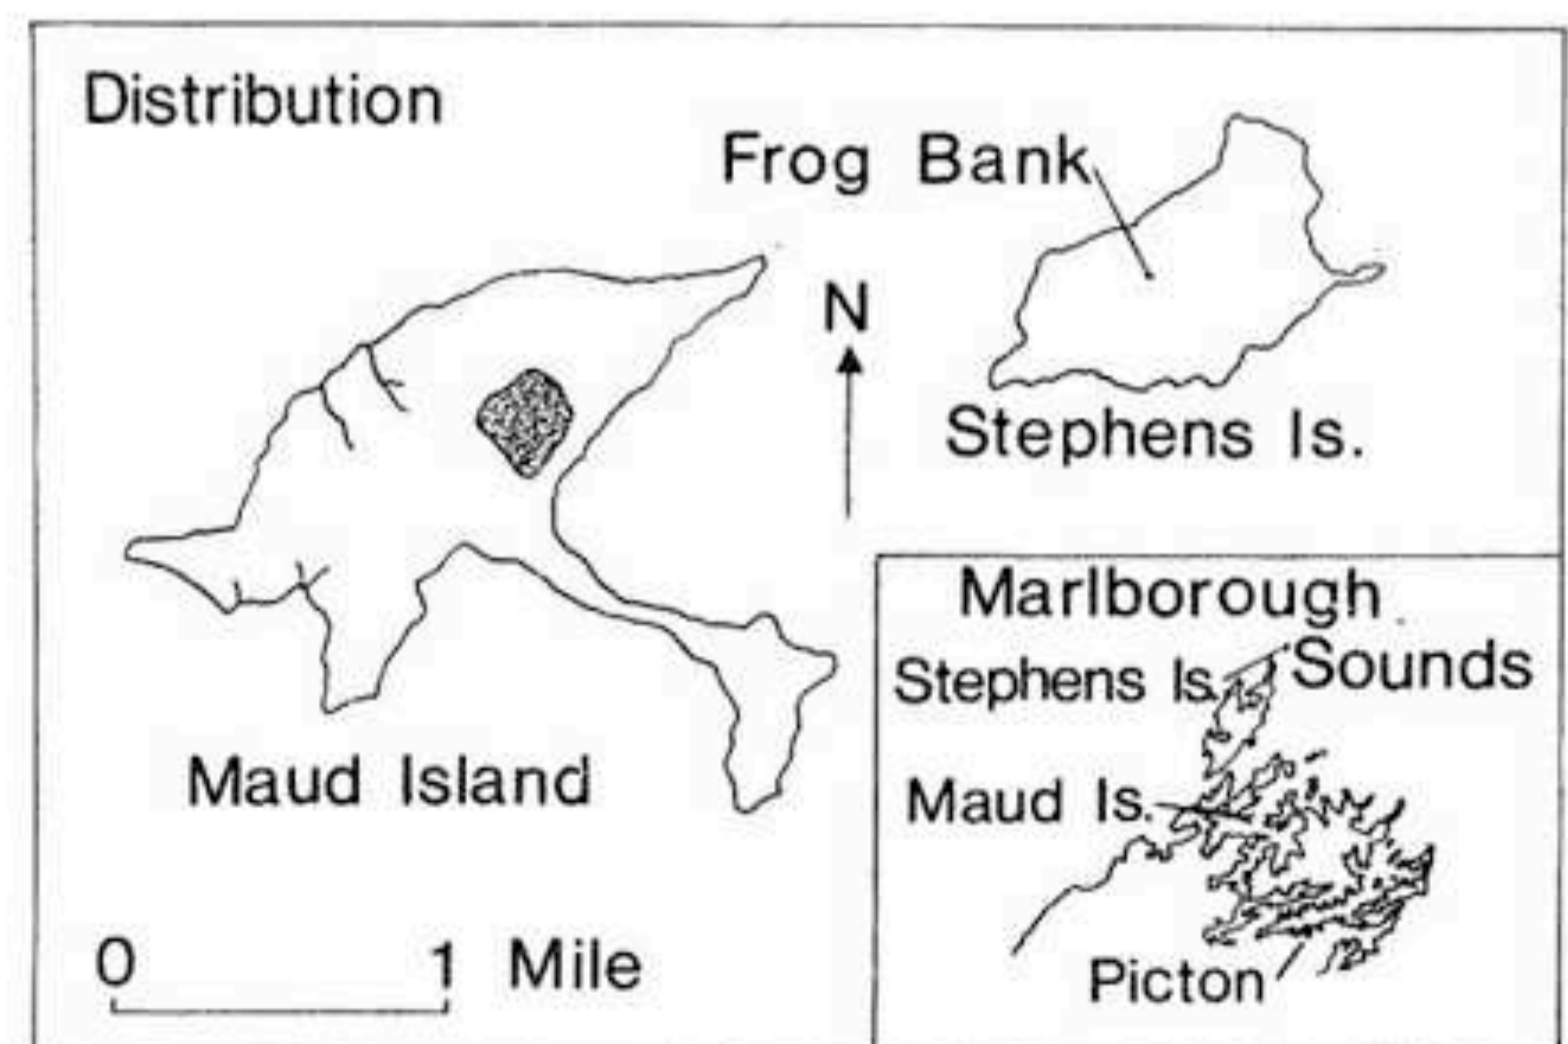 Distribution
Frog Bank
N
Stephens Is.
Maud Island
0 1 Mile
Marlborough
Sounds
Stephens Is.
Maud Is.
Picton